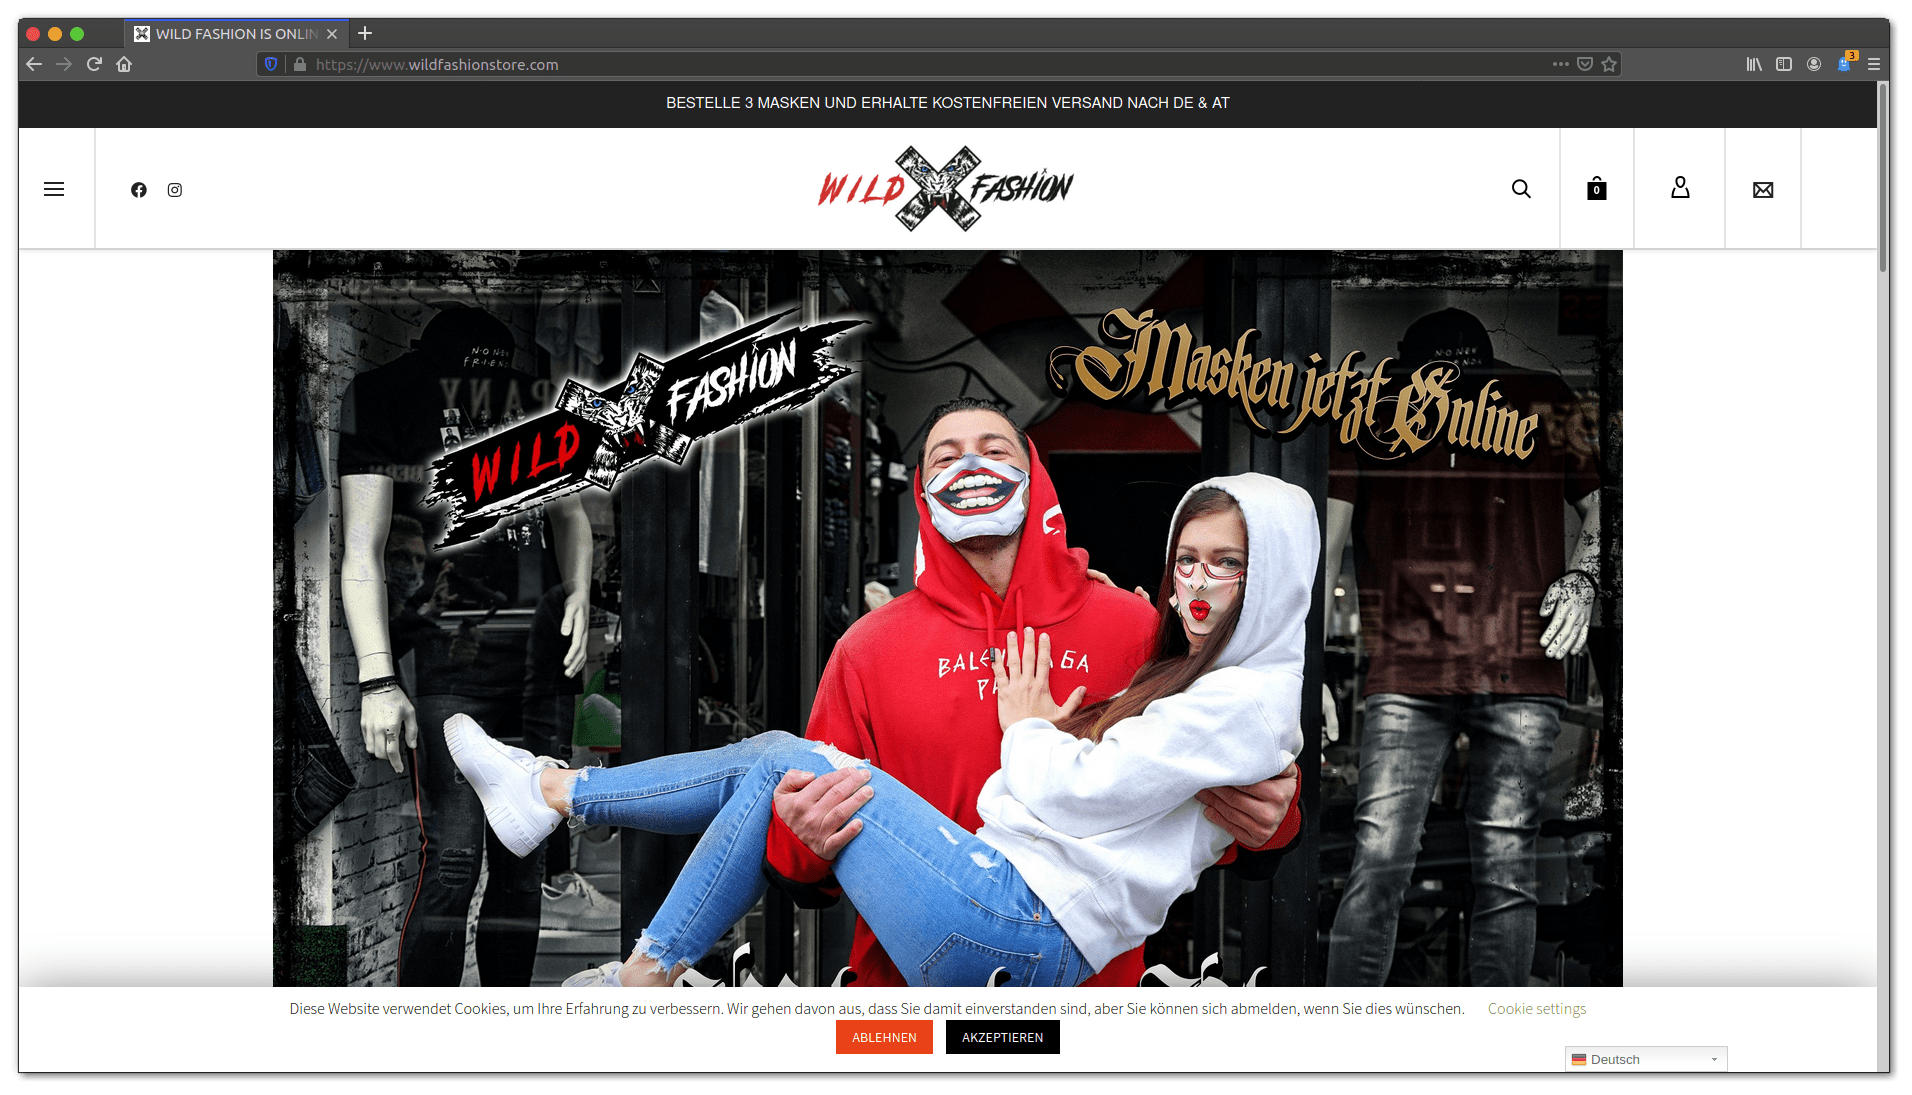 WILD FASHION IS ONLIN
https://www.wildfashionstore.com
3
BESTELLE 3 MASKEN UND ERHALTE KOSTENFREIEN VERSAND NACH DE & AT
WILD FASHION
0
WILD FASHION
Masken jetzt Online
BALEN
GA
Diese Website verwendet Cookies, um Ihre Erfahrung zu verbessern. Wir gehen davon aus, dass Sie damit einverstanden sind, aber Sie können sich abmelden, wenn Sie dies wünschen.
Cookie settings
ABLEHNEN
AKZEPTIEREN
Deutsch